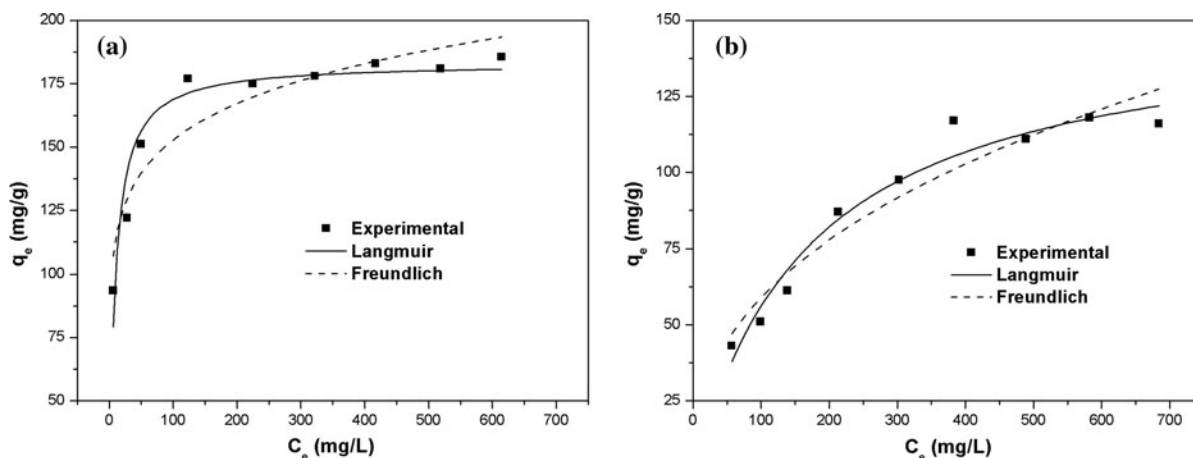 (a)
200
175
150
125
100
75
50
q_e (mg/g)
Experimental
Langmuir
Freundlich
0 100 200 300 400 500 600 700
C_e (mg/L)
(b)
150
125
100
75
50
25
q_e (mg/g)
Experimental
Langmuir
Freundlich
0 100 200 300 400 500 600 700
C_e (mg/L)